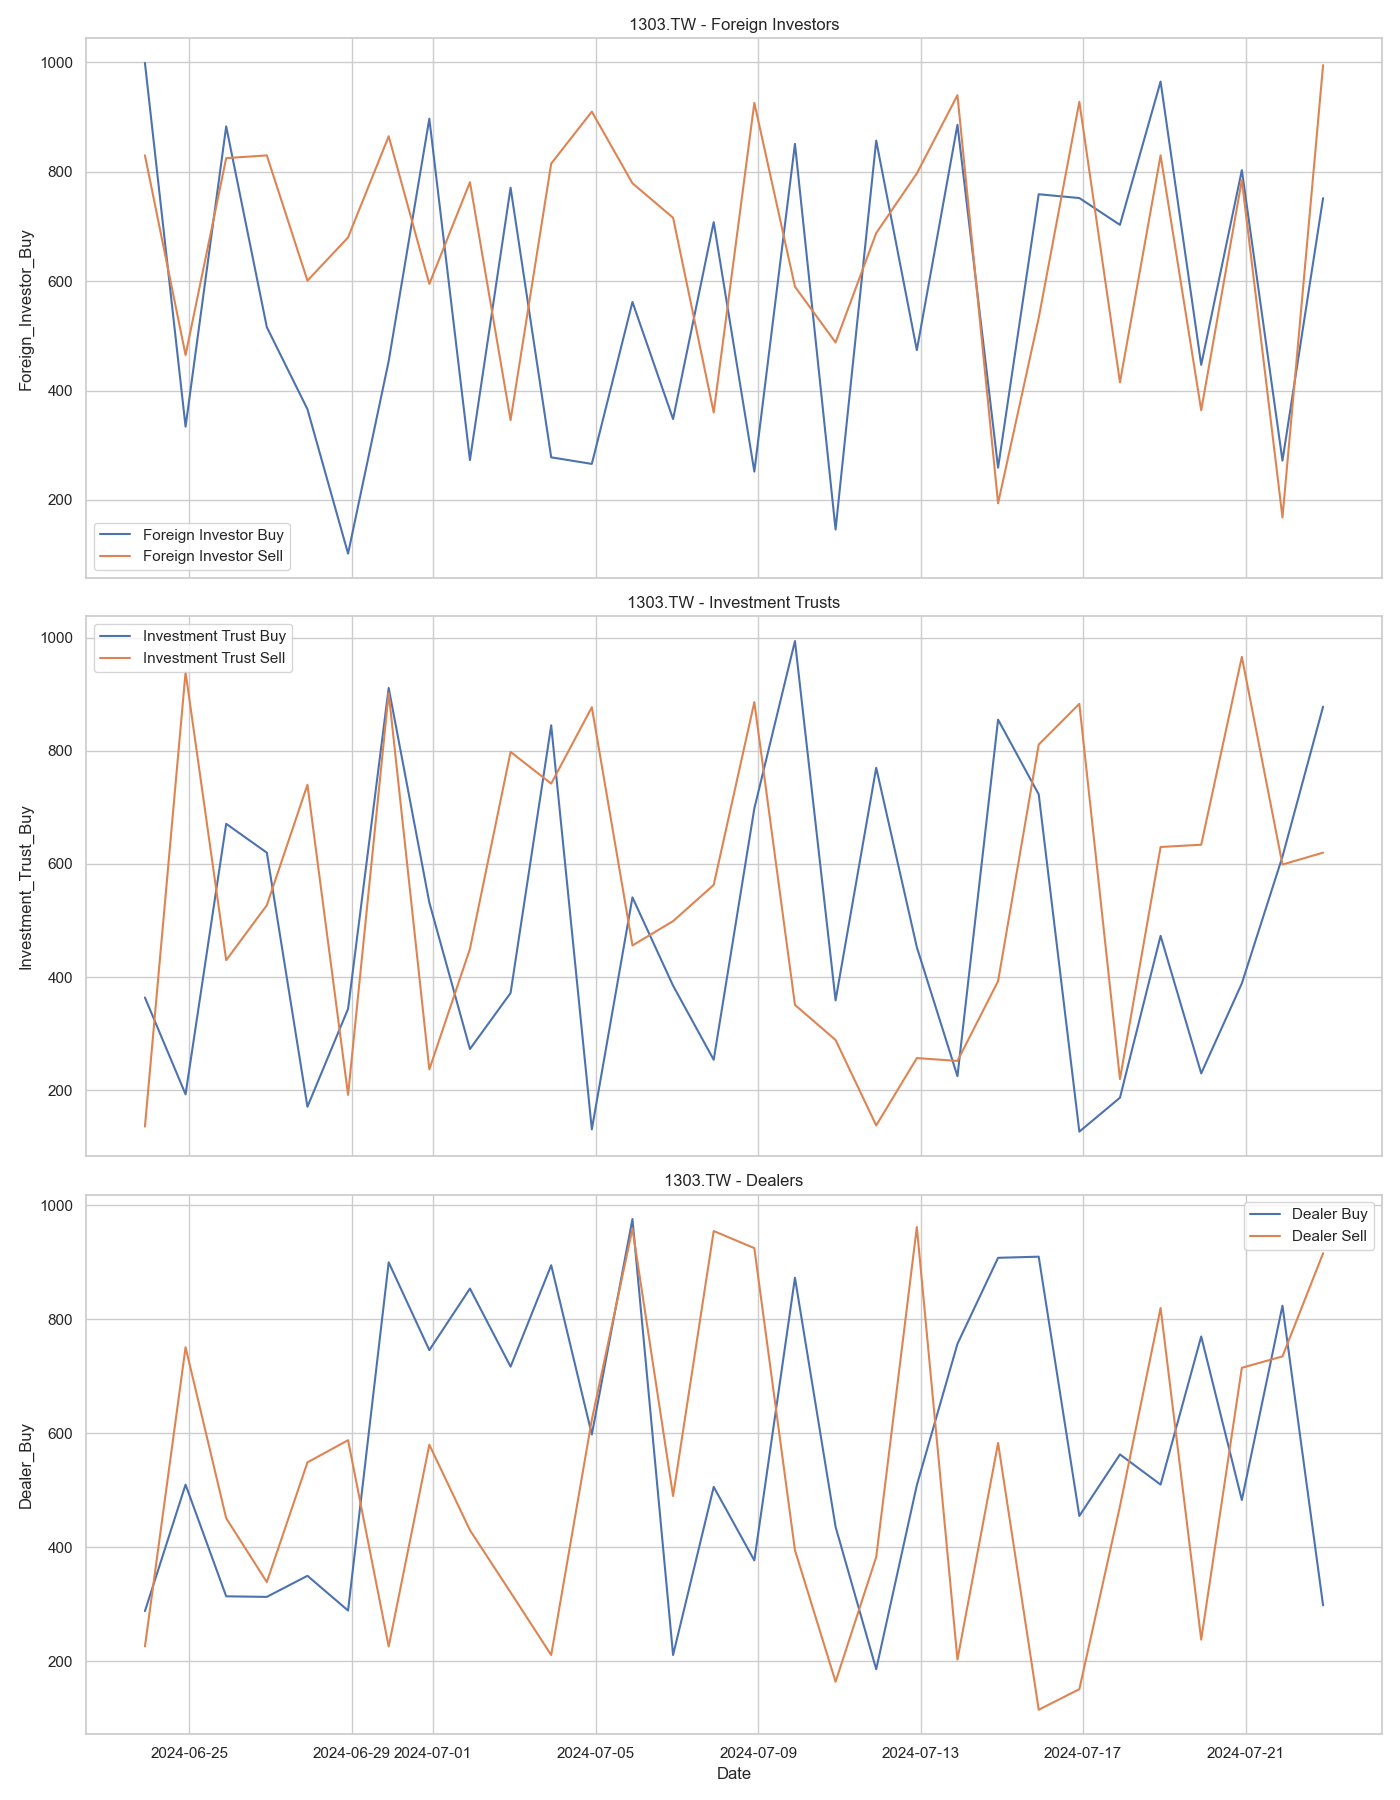 1303.TW - Foreign Investors
1000
800
600
400
200
Foreign_Investor_Buy
Foreign Investor Buy
Foreign Investor Sell
1303.TW - Investment Trusts
1000
800
600
400
200
Investment_Trust_Buy
Investment Trust Buy
Investment Trust Sell
1303.TW - Dealers
1000
800
600
400
200
Dealer_Buy
Dealer Buy
Dealer Sell
2024-06-25 2024-06-29 2024-07-01 2024-07-05 2024-07-09 2024-07-13 2024-07-17 2024-07-21
Date